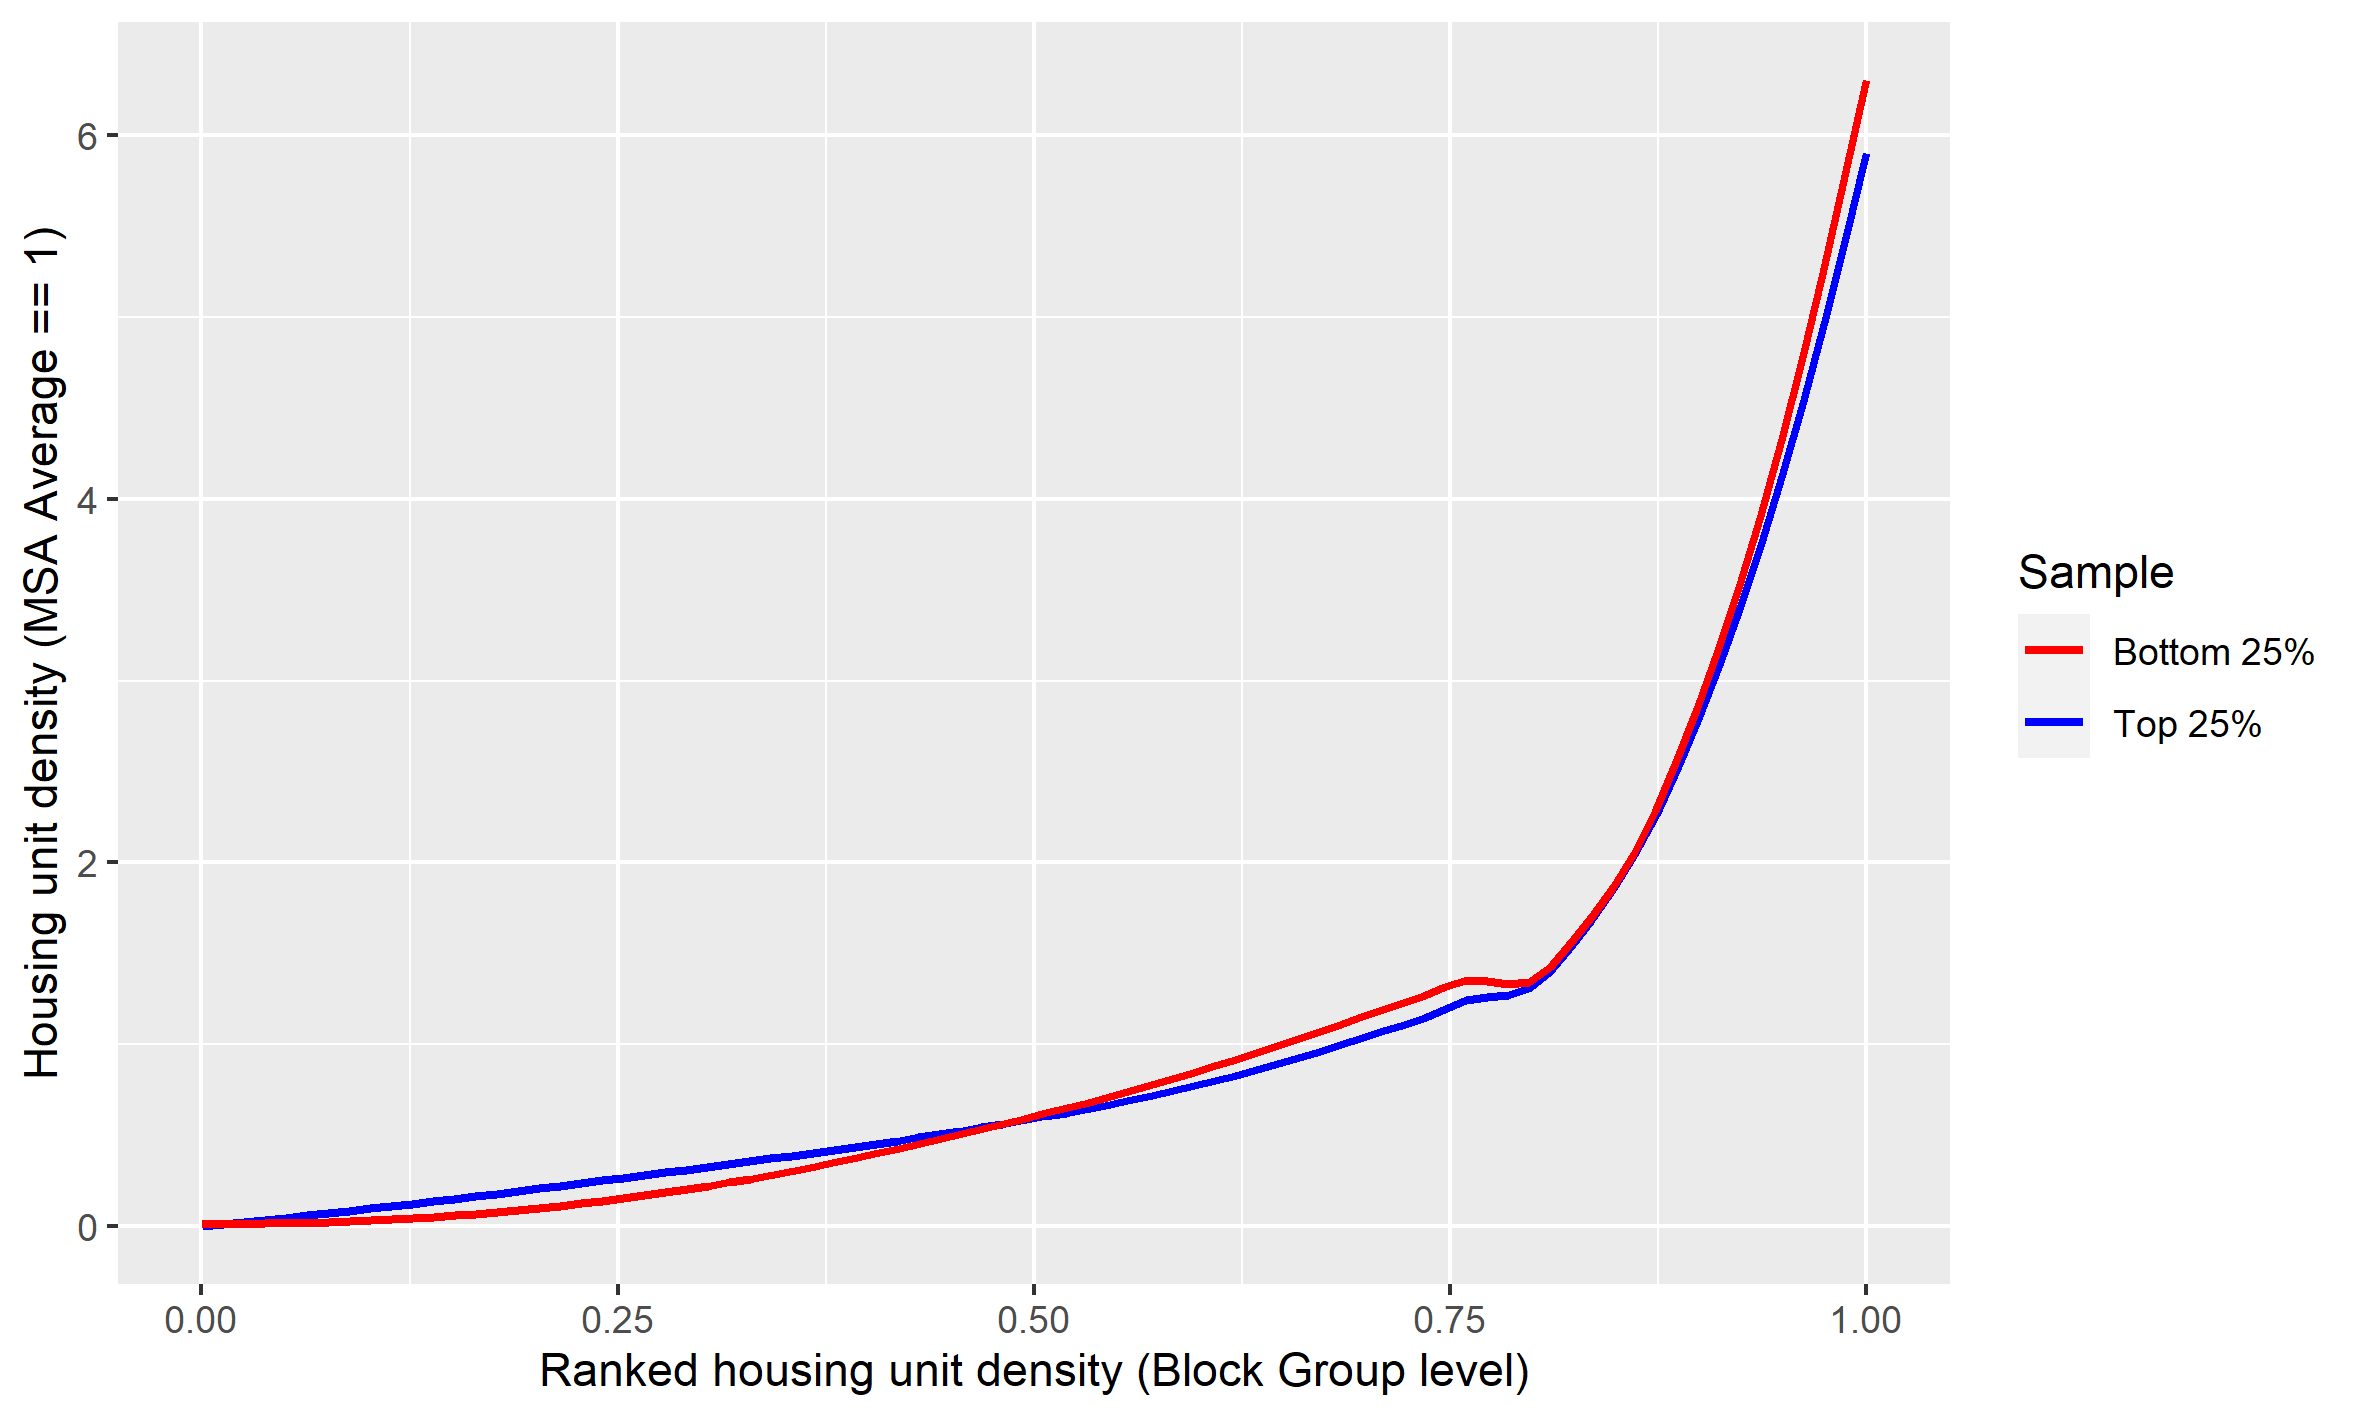 Housing unit density (MSA Average == 1)
6
4
2
0
0.00 0.25 0.50 0.75 1.00
Ranked housing unit density (Block Group level)
Sample
Bottom 25%
Top 25%